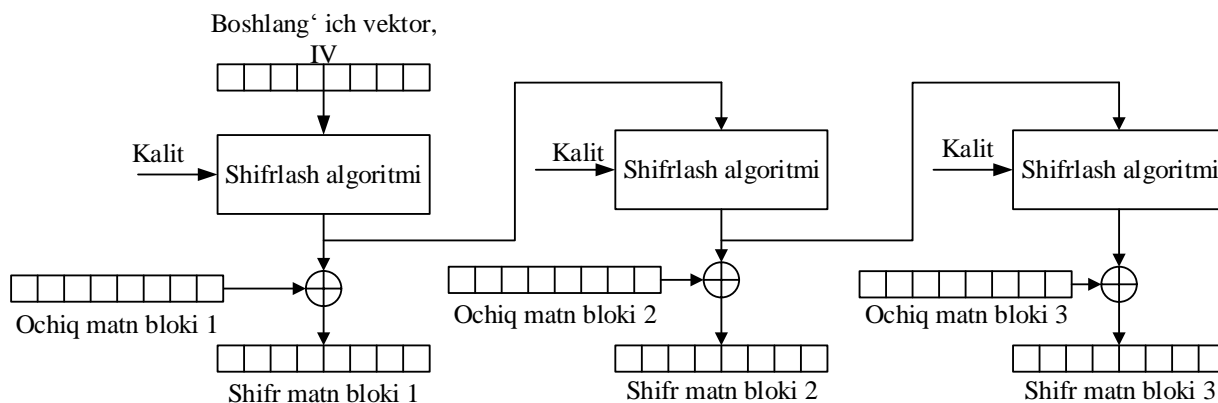 Boshlang‘ ich vektor,
IV
Kalit
Shifrlash algoritmi
Kalit
Shifrlash algoritmi
Kalit
Shifrlash algoritmi
Ochiq matn bloki 1
Ochiq matn bloki 2
Ochiq matn bloki 3
Shifr matn bloki 1
Shifr matn bloki 2
Shifr matn bloki 3